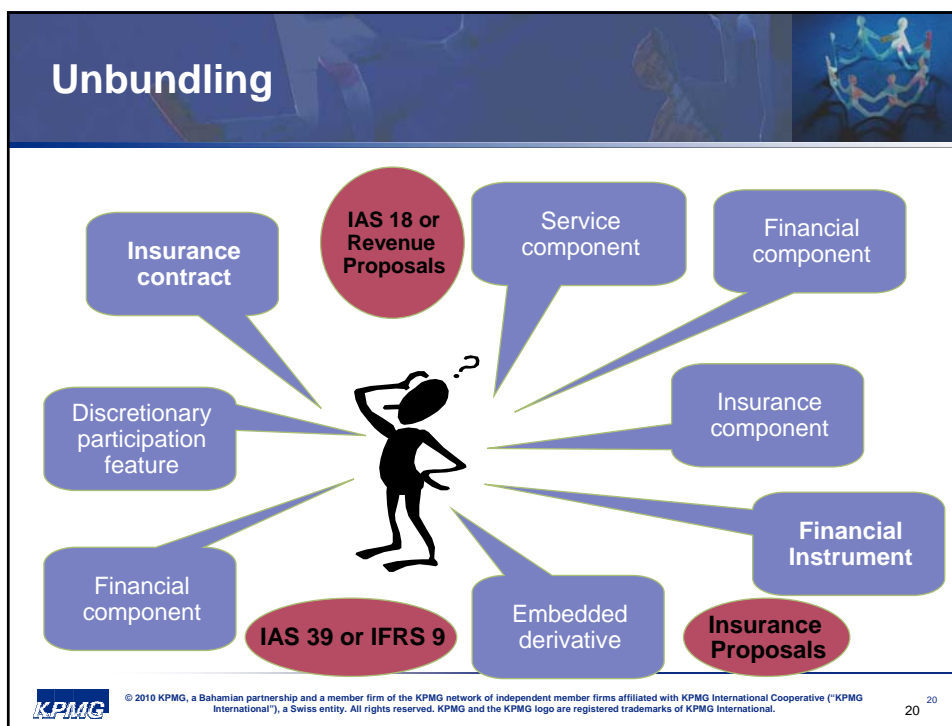 Unbundling
IAS 18 or
Revenue
Proposals
Service
component
Financial
component
Insurance
contract
?
Discretionary
participation
feature
Insurance
component
Financial
Instrument
Financial
component
IAS 39 or IFRS 9
Embedded
derivative
Insurance
Proposals
KPMG
© 2010 KPMG, a Bahamian partnership and a member firm of the KPMG network of independent member firms affiliated with KPMG International Cooperative (“KPMG
International”), a Swiss entity. All rights reserved. KPMG and the KPMG logo are registered trademarks of KPMG International.
20
20